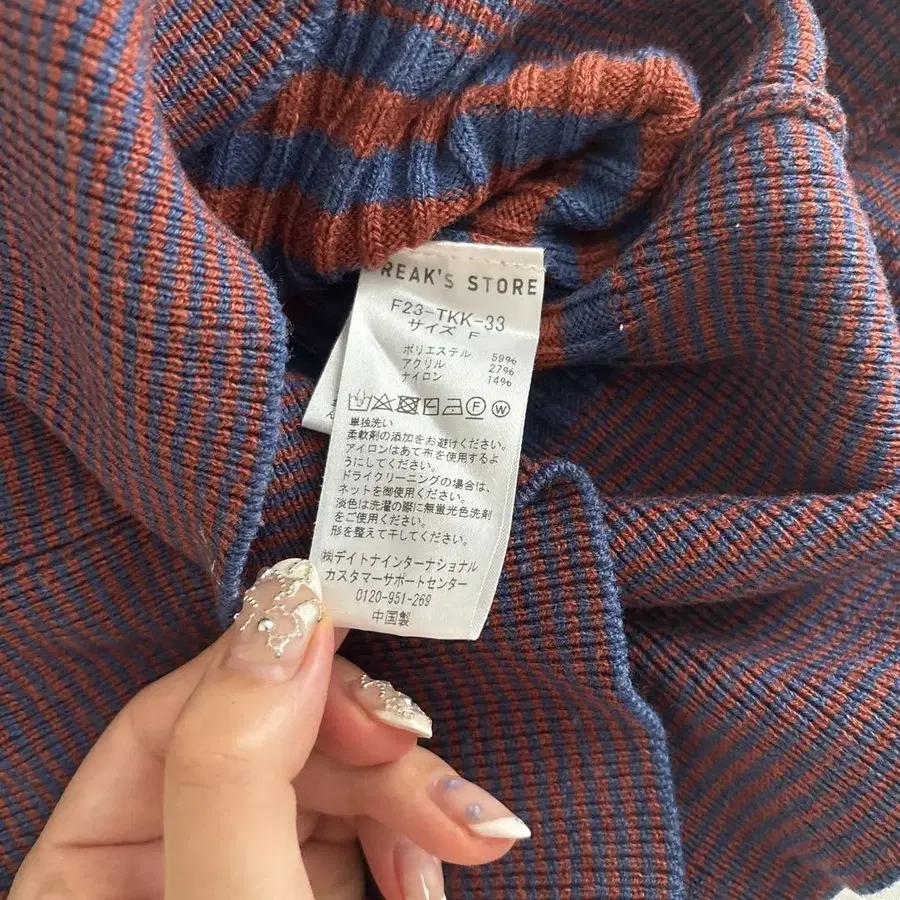 REAK'S STORE
F23-TKK-33
サイズ F
ポリエステル 59%
アクリル 27%
ナイロン 14%
F W
単独洗い
柔軟剤の添加をお避けください。
アイロンはあて布を使用するよ
うにしてください。
ドライクリーニングの場合は、
ネットを御使用ください。
淡色は洗濯の際に無蛍光色洗剤
をご使用ください。
形を整えて干してください。
㈱デイトナインターナショナル
カスタマーサポートセンター
0120-951-269
中国製